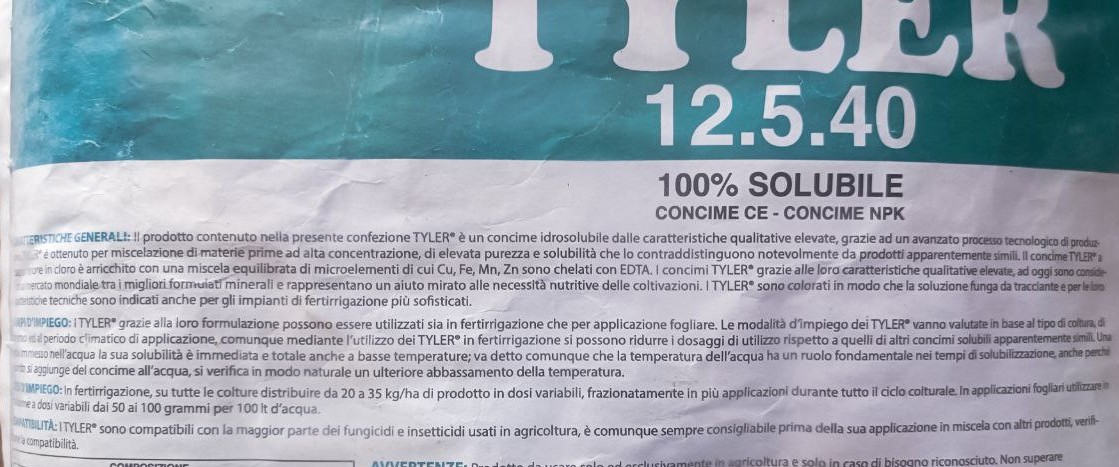 TYLER
12.5.40
100% SOLUBILE
CONCIME CE - CONCIME NPK
GENERALI: Il prodotto contenuto nella presente confezione TYLER® è un concime idrosolubile dalle caratteristiche qualitative elevate, grazie ad un avanzato processo tecnologico di produz-
è ottenuto per miscelazione di materie prime ad alta concentrazione, di elevata purezza e solubilità che lo contraddistinguono notevolmente da prodotti apparentemente simili. Il concime TYLER® a
in cloro è arricchito con una miscela equilibrata di microelementi di cui Cu, Fe, Mn, Zn sono chelati con EDTA. I concimi TYLER® grazie alle loro caratteristiche qualitative elevate, ad oggi sono conside-
mercato mondiale tra i migliori formulati minerali e rappresentano un aiuto mirato alle necessità nutritive delle coltivazioni. I TYLER® sono colorati in modo che la soluzione funga da tracciante e per le loro
tecniche sono indicati anche per gli impianti di fertirrigazione più sofisticati.
D'IMPIEGO: I TYLER® grazie alla loro formulazione possono essere utilizzati sia in fertirrigazione che per applicazione fogliare. Le modalità d'impiego dei TYLER® vanno valutate in base al tipo di coltura, di
ed al periodo climatico di applicazione, comunque mediante l'utilizzo dei TYLER® in fertirrigazione si possono ridurre i dosaggi di utilizzo rispetto a quelli di altri concimi solubili apparentemente simili. Una
immesso nell'acqua la sua solubilità è immediata e totale anche a basse temperature; va detto comunque che la temperatura dell'acqua ha un ruolo fondamentale nei tempi di solubilizzazione, anche perché
si aggiunge del concime all'acqua, si verifica in modo naturale un ulteriore abbassamento della temperatura.
D'IMPIEGO: In fertirrigazione, su tutte le colture distribuire da 20 a 35 kg/ha di prodotto in dosi variabili, frazionatamente in più applicazioni durante tutto il ciclo colturale. In applicazioni fogliari utilizzare in
a dosi variabili dai 50 ai 100 grammi per 100 lt d'acqua.
I TYLER® sono compatibili con la maggior parte dei fungicidi e insetticidi usati in agricoltura, è comunque sempre consigliabile prima della sua applicazione in miscela con altri prodotti, verifi-
la compatibilità.
COMPOSIZIONE
AVVERTENZE: Prodotto da usare solo ed esclusivamente in agricoltura e solo in caso di bisogno riconosciuto. Non superare